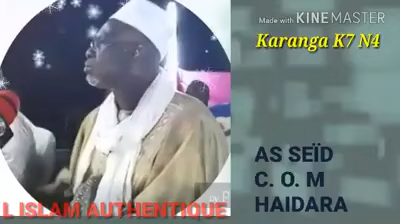 Made with KINEMASTER
Karanga K7 N4
AS SEÏD
C. O. M
HAIDARA
L ISLAM AUTHENTIQUE